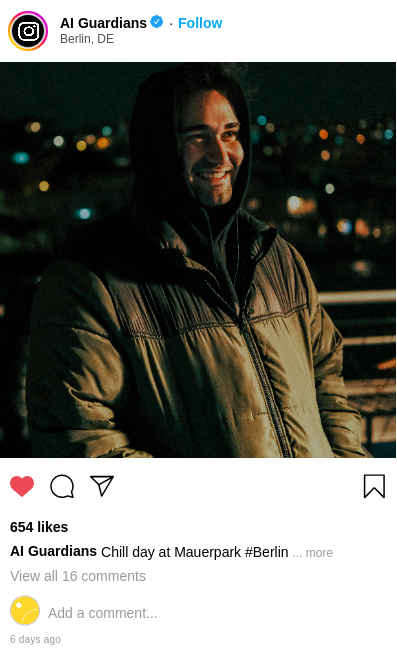 AI Guardians · Follow
Berlin, DE
654 likes
AI Guardians Chill day at Mauerpark #Berlin ... more
View all 16 comments
Add a comment...
6 days ago